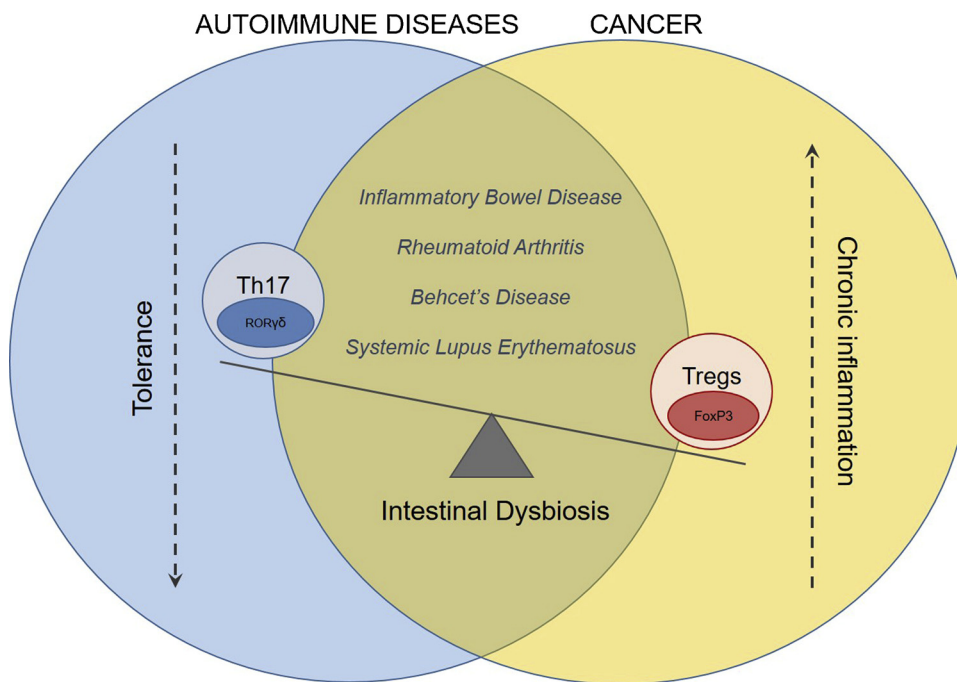 AUTOIMMUNE DISEASES
CANCER
Inflammatory Bowel Disease
Rheumatoid Arthritis
Behcet's Disease
Systemic Lupus Erythematosus
Th17
RORγδ
Tregs
FoxP3
Tolerance
Chronic inflammation
Intestinal Dysbiosis